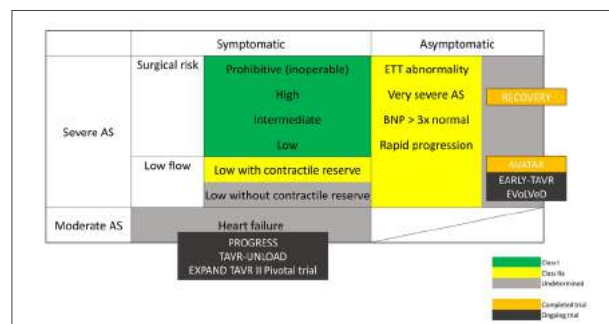 Symptomatic
Asymptomatic
Severe AS
Surgical risk
Prohibitive (inoperable)
High
Intermediate
Low
Low flow
Low with contractile reserve
Low without contractile reserve
ETT abnormality
Very severe AS
BNP > 3x normal
Rapid progression
RECOVERY
AVATAR
EARLY-TAVR
EVoLVeD
Moderate AS
Heart failure
PROGRESS
TAVR-UNLOAD
EXPAND TAVR II Pivotal trial
Class I
Class IIa
Undetermined
Completed trial
Ongoing trial